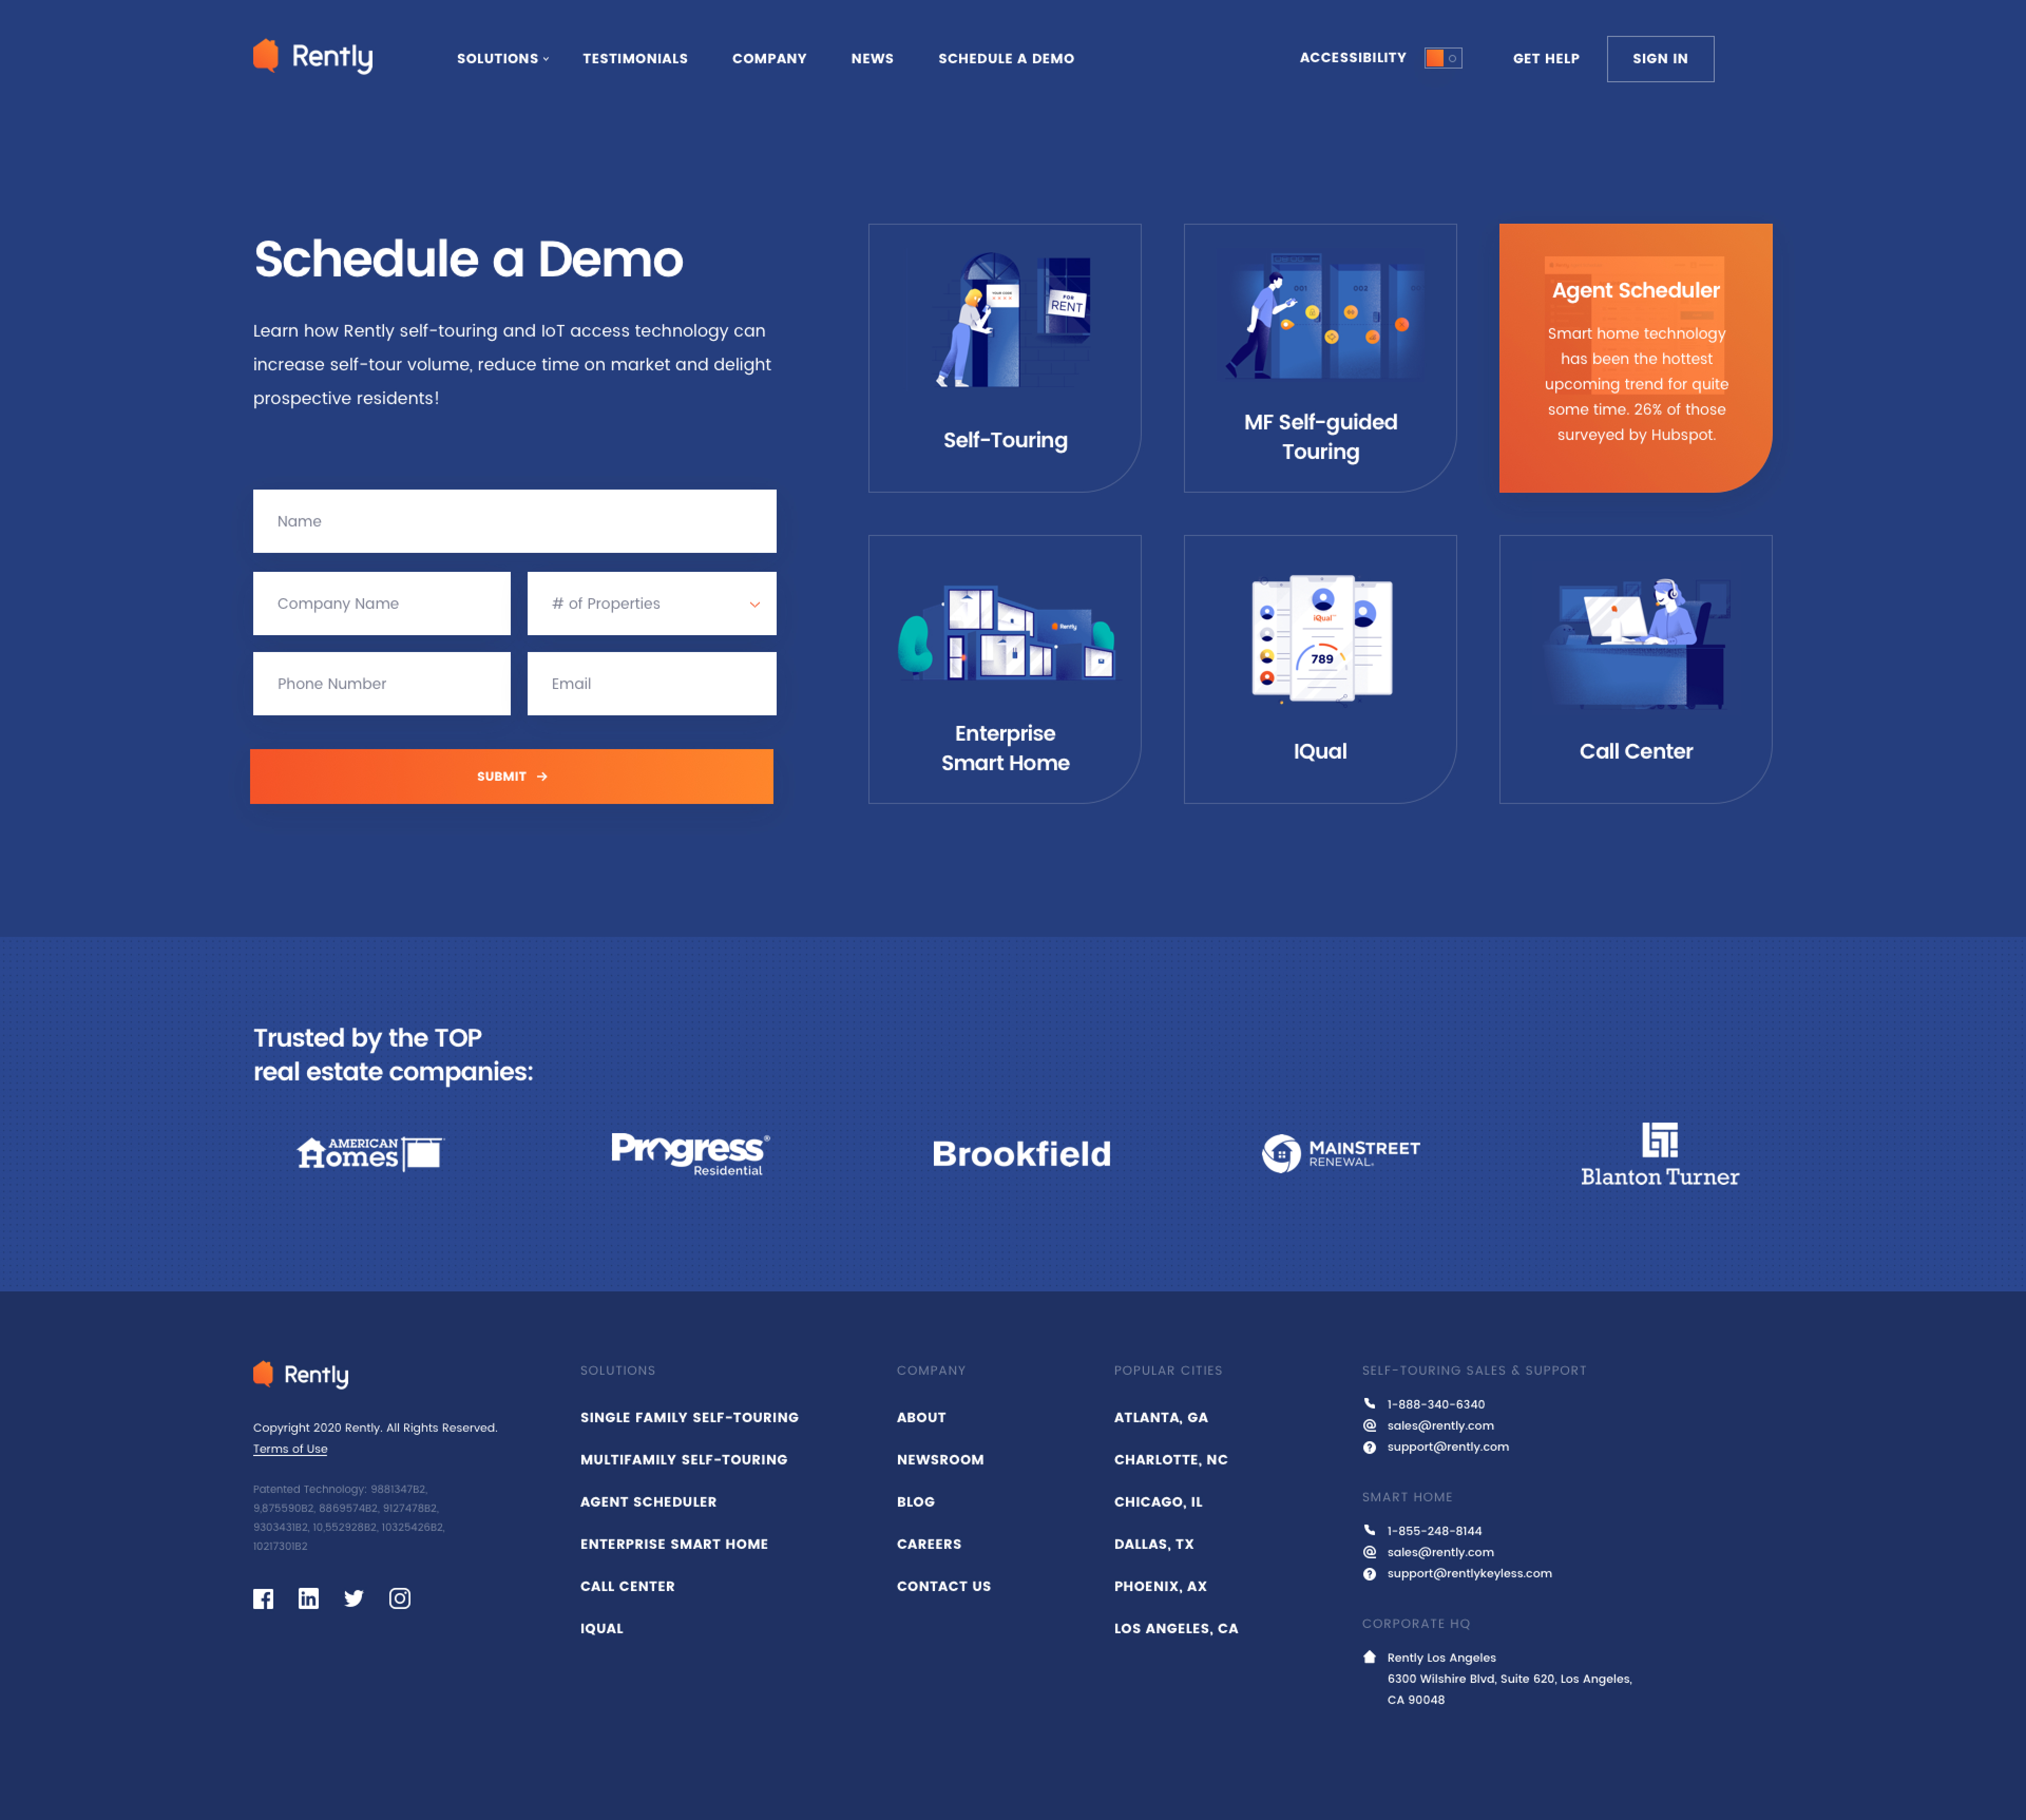 Rently
SOLUTIONS
TESTIMONIALS
COMPANY
NEWS
SCHEDULE A DEMO
ACCESSIBILITY
GET HELP
SIGN IN
Schedule a Demo
Learn how Rently self-touring and IoT access technology can
increase self-tour volume, reduce time on market and delight
prospective residents!
Name
Company Name
# of Properties
Phone Number
Email
SUBMIT
FOR
RENT
Self-Touring
001
002
MF Self-guided
Touring
Agent Scheduler
Smart home technology
has been the hottest
upcoming trend for quite
some time. 26% of those
surveyed by Hubspot.
Rently
Enterprise
Smart Home
iQual
789
IQual
Call Center
Trusted by the TOP
real estate companies:
AMERICAN
Homes
Progress®
Residential
Brookfield
MAINSTREET
RENEWAL
Blanton Turner
Rently
Copyright 2020 Rently. All Rights Reserved.
Terms of Use
Patented Technology: 9881347B2,
9,875590B2, 8869574B2, 9127478B2,
9303431B2, 10,552928B2, 10325426B2,
10217301B2
SOLUTIONS
SINGLE FAMILY SELF-TOURING
MULTIFAMILY SELF-TOURING
AGENT SCHEDULER
ENTERPRISE SMART HOME
CALL CENTER
IQUAL
COMPANY
ABOUT
NEWSROOM
BLOG
CAREERS
CONTACT US
POPULAR CITIES
ATLANTA, GA
CHARLOTTE, NC
CHICAGO, IL
DALLAS, TX
PHOENIX, AX
LOS ANGELES, CA
SELF-TOURING SALES & SUPPORT
1-888-340-6340
sales@rently.com
support@rently.com
SMART HOME
1-855-248-8144
sales@rently.com
support@rentlykeyless.com
CORPORATE HQ
Rently Los Angeles
6300 Wilshire Blvd, Suite 620, Los Angeles,
CA 90048